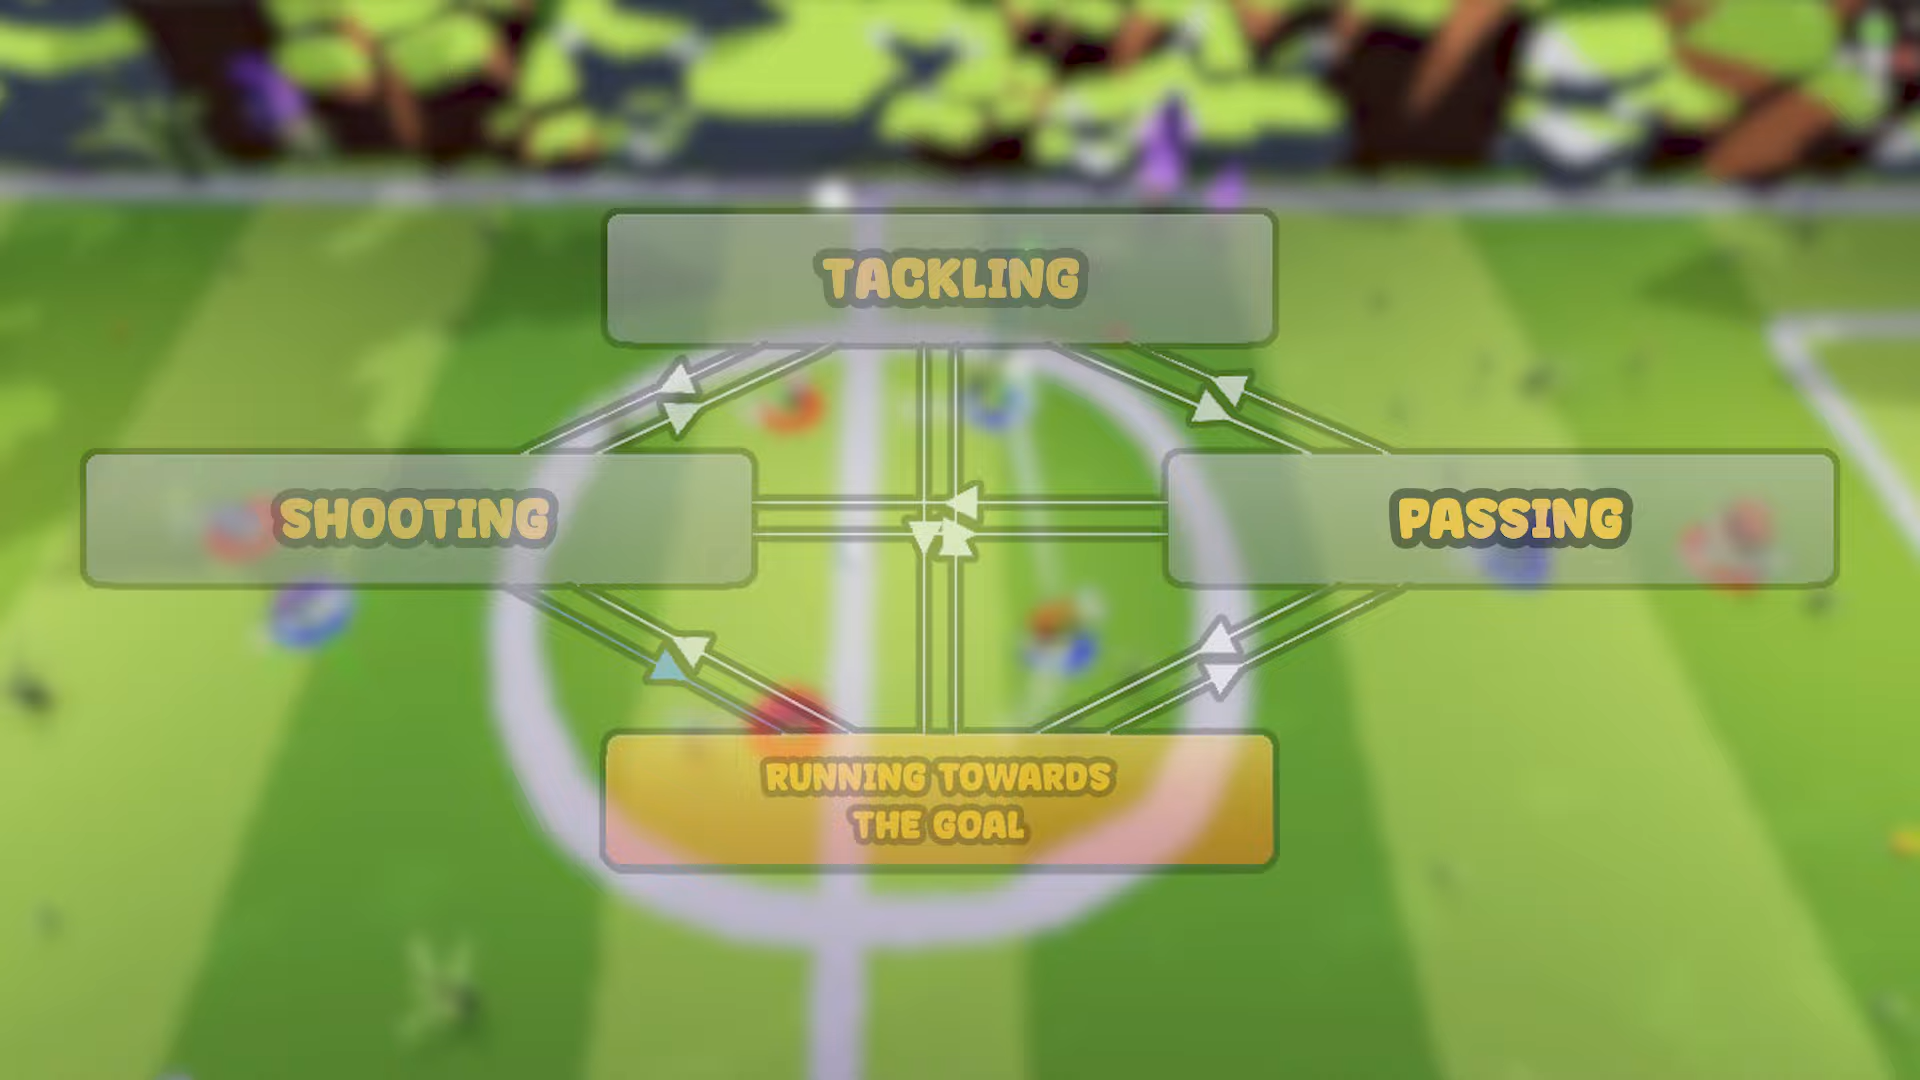 TACKLING
SHOOTING
PASSING
RUNNING TOWARDS
THE GOAL